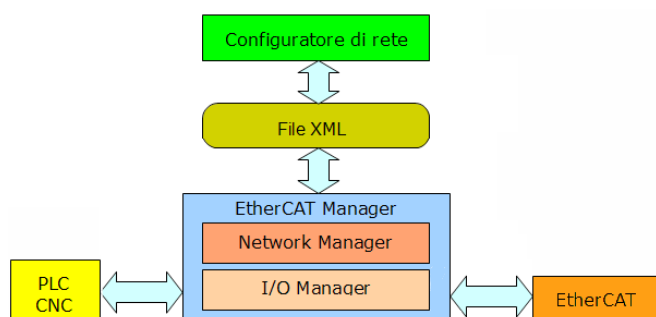 Configuratore di rete
File XML
EtherCAT Manager
Network Manager
I/O Manager
PLC
CNC
EtherCAT